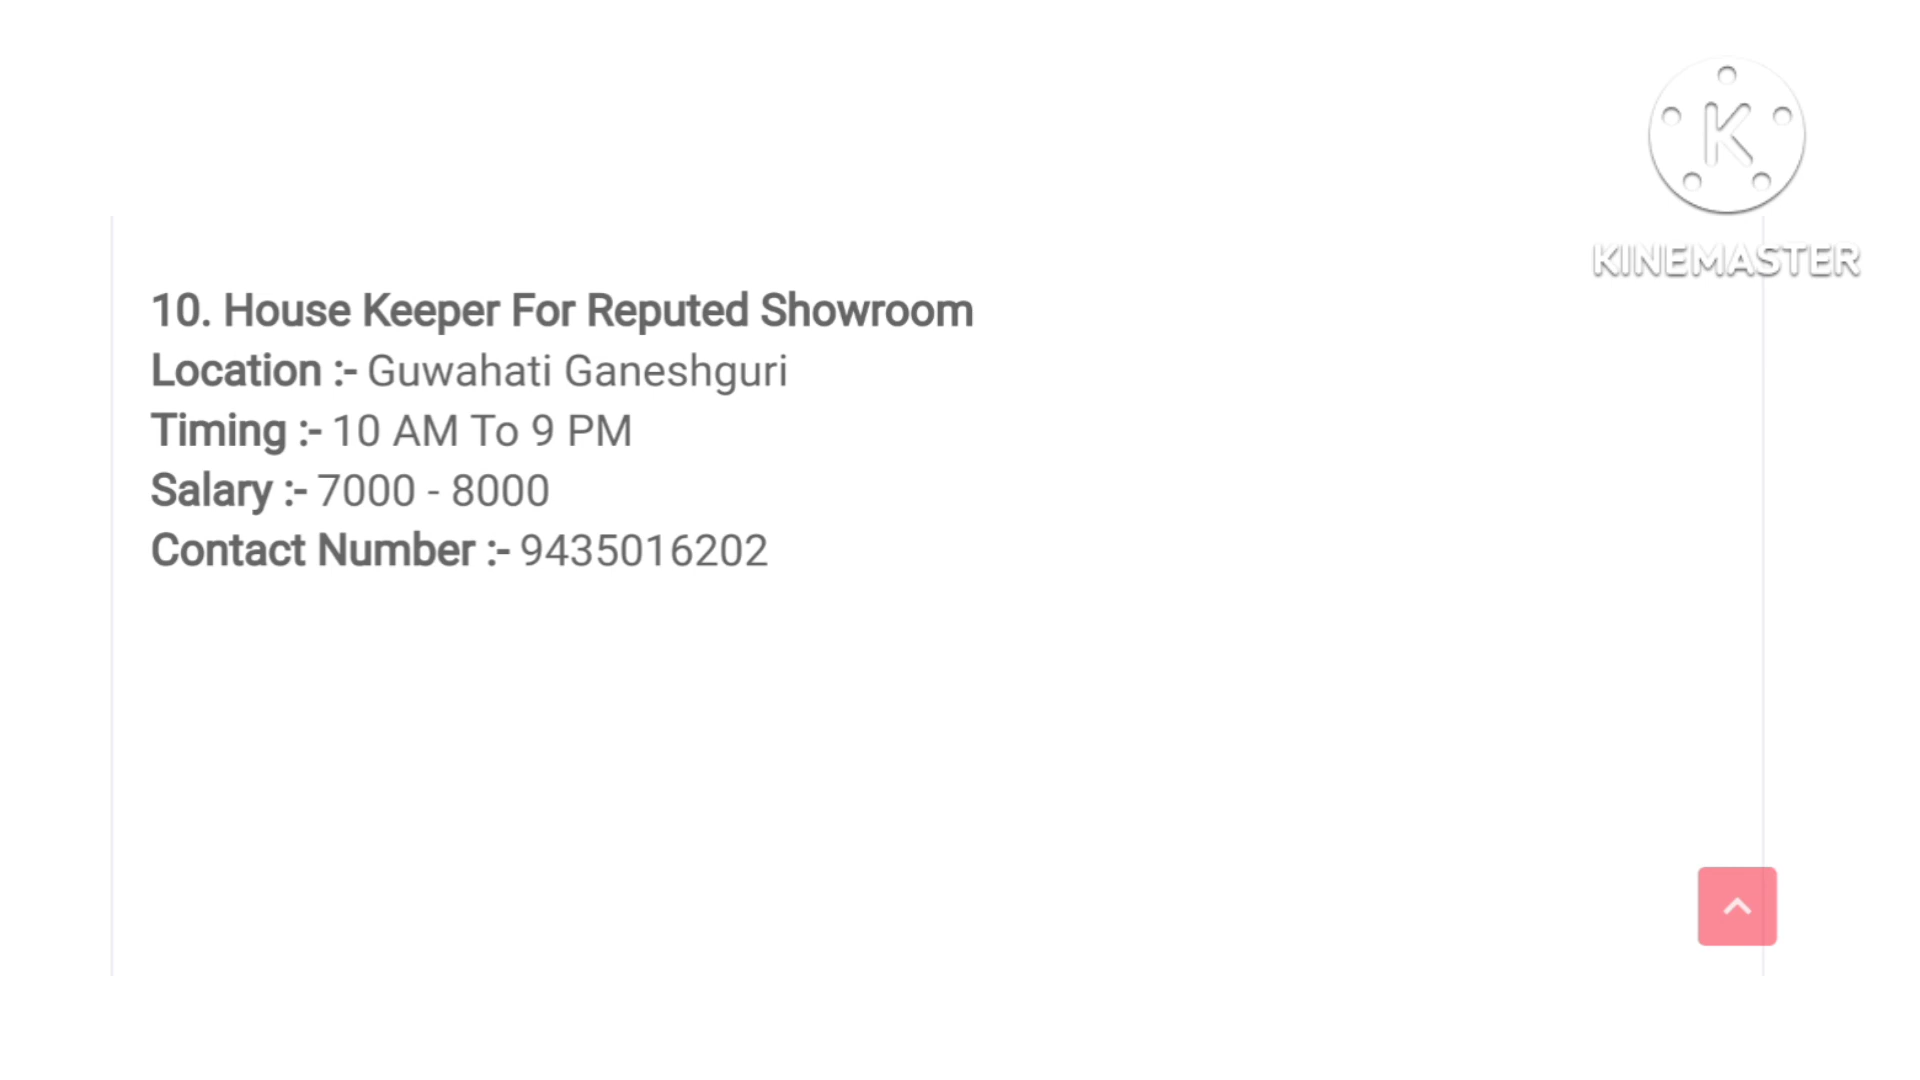 K
KINEMASTER
10. House Keeper For Reputed Showroom
Location :- Guwahati Ganeshguri
Timing :- 10 AM To 9 PM
Salary :- 7000 - 8000
Contact Number :- 9435016202